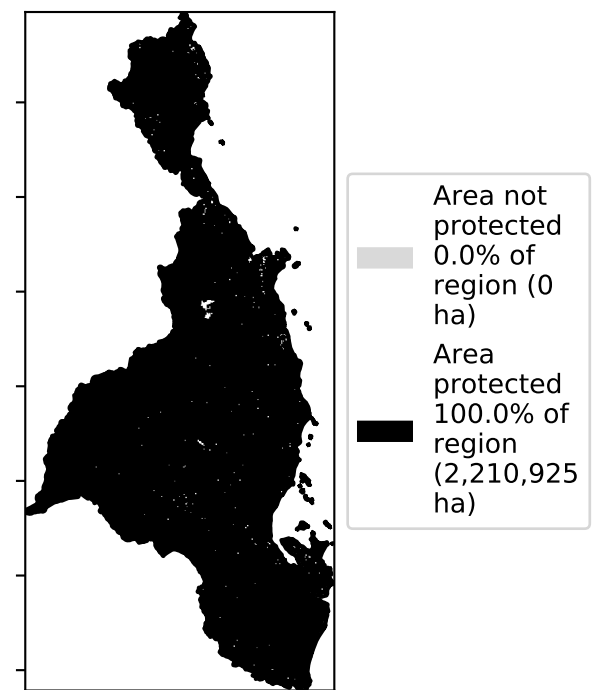 Area not
protected
0.0% of
region (0
ha)
Area
protected
100.0% of
region
(2,210,925
ha)